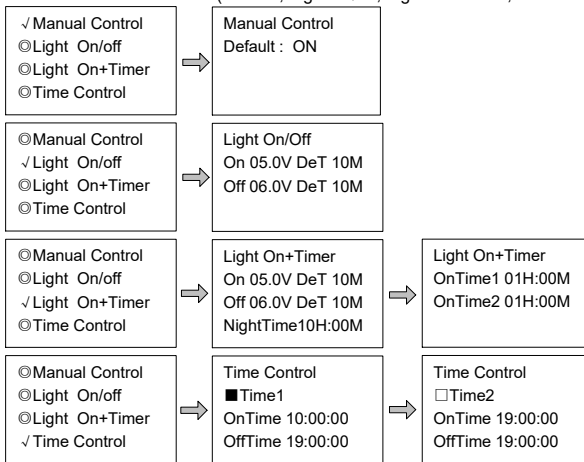 √Manual Control
◎Light On/off
◎Light On+Timer
◎Time Control
Manual Control
Default : ON
◎Manual Control
√Light On/off
◎Light On+Timer
◎Time Control
Light On/Off
On 05.0V DeT 10M
Off 06.0V DeT 10M
◎Manual Control
◎Light On/off
√Light On+Timer
◎Time Control
Light On+Timer
On 05.0V DeT 10M
Off 06.0V DeT 10M
NightTime10H:00M
Light On+Timer
OnTime1 01H:00M
OnTime2 01H:00M
◎Manual Control
◎Light On/off
◎Light On+Timer
√Time Control
Time Control
■Time1
OnTime 10:00:00
OffTime 19:00:00
Time Control
□Time2
OnTime 19:00:00
OffTime 19:00:00